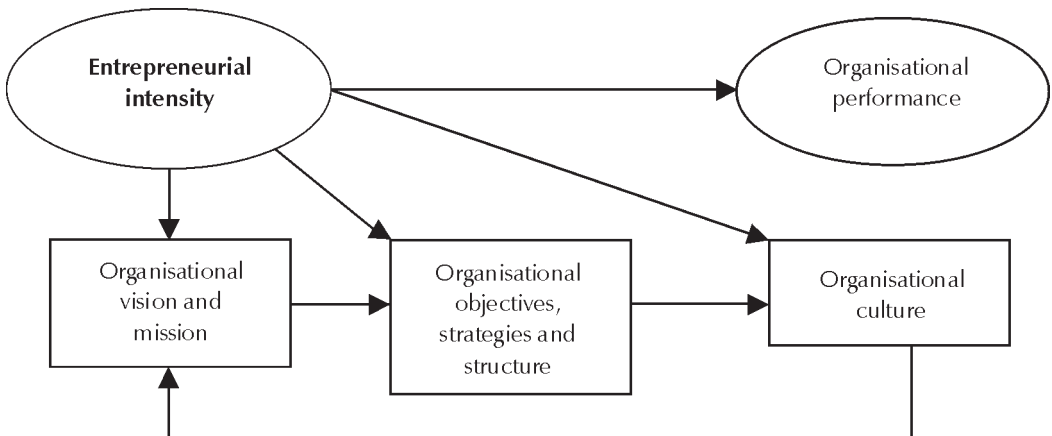 Entrepreneurial
intensity
Organisational
performance
Organisational
vision and
mission
Organisational
objectives,
strategies and
structure
Organisational
culture